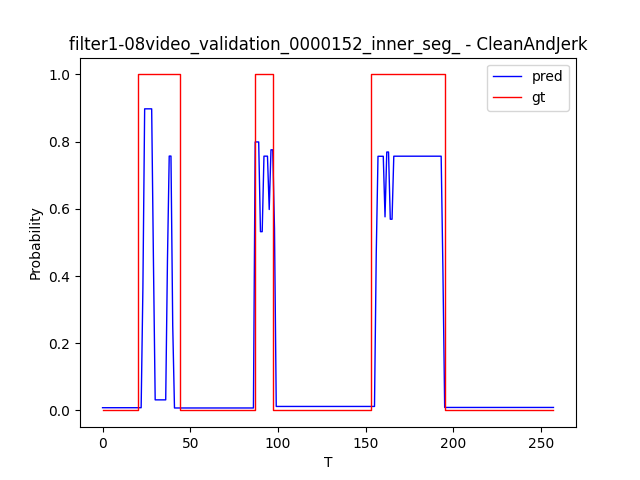 filter1-08video_validation_0000152_inner_seg_ - CleanAndJerk
pred
gt
1.0
0.8
0.6
0.4
0.2
0.0
Probability
0
50
100
150
200
250
T